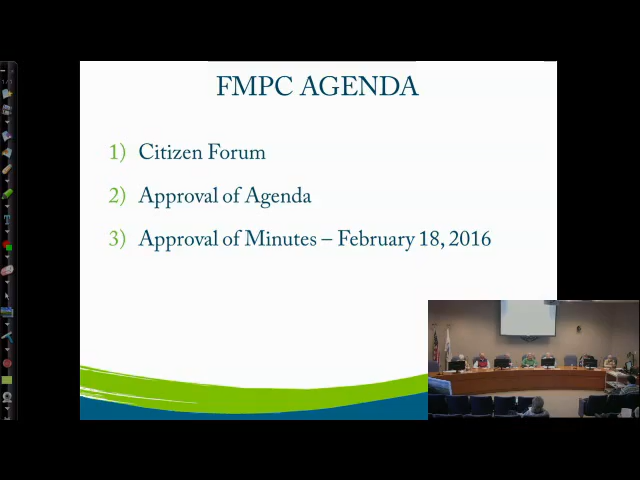 FMPC AGENDA
1) Citizen Forum
2) Approval of Agenda
3) Approval of Minutes – February 18, 2016